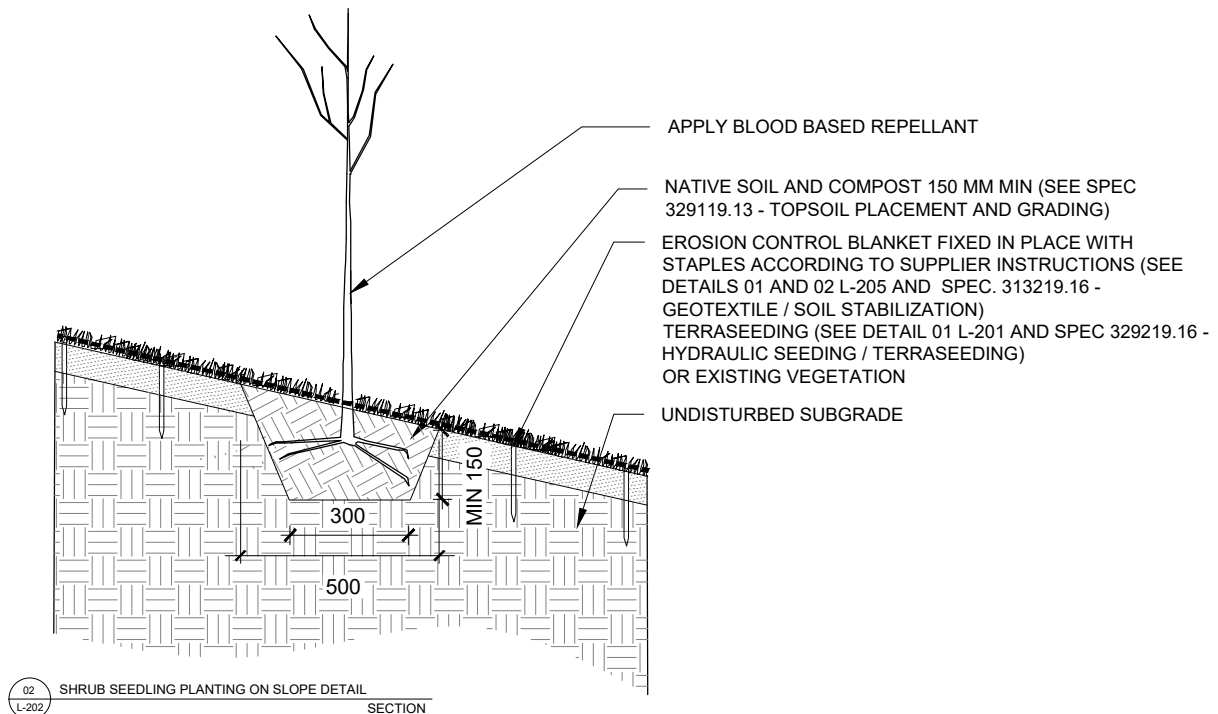 APPLY BLOOD BASED REPELLANT
NATIVE SOIL AND COMPOST 150 MM MIN (SEE SPEC
329119.13 - TOPSOIL PLACEMENT AND GRADING)
EROSION CONTROL BLANKET FIXED IN PLACE WITH
STAPLES ACCORDING TO SUPPLIER INSTRUCTIONS (SEE
DETAILS 01 AND 02 L-205 AND SPEC. 313219.16 -
GEOTEXTILE / SOIL STABILIZATION)
TERRASEEDING (SEE DETAIL 01 L-201 AND SPEC 329219.16 -
HYDRAULIC SEEDING / TERRASEEDING)
OR EXISTING VEGETATION
UNDISTURBED SUBGRADE
MIN 150
300
500
02
L-202
SHRUB SEEDLING PLANTING ON SLOPE DETAIL
SECTION